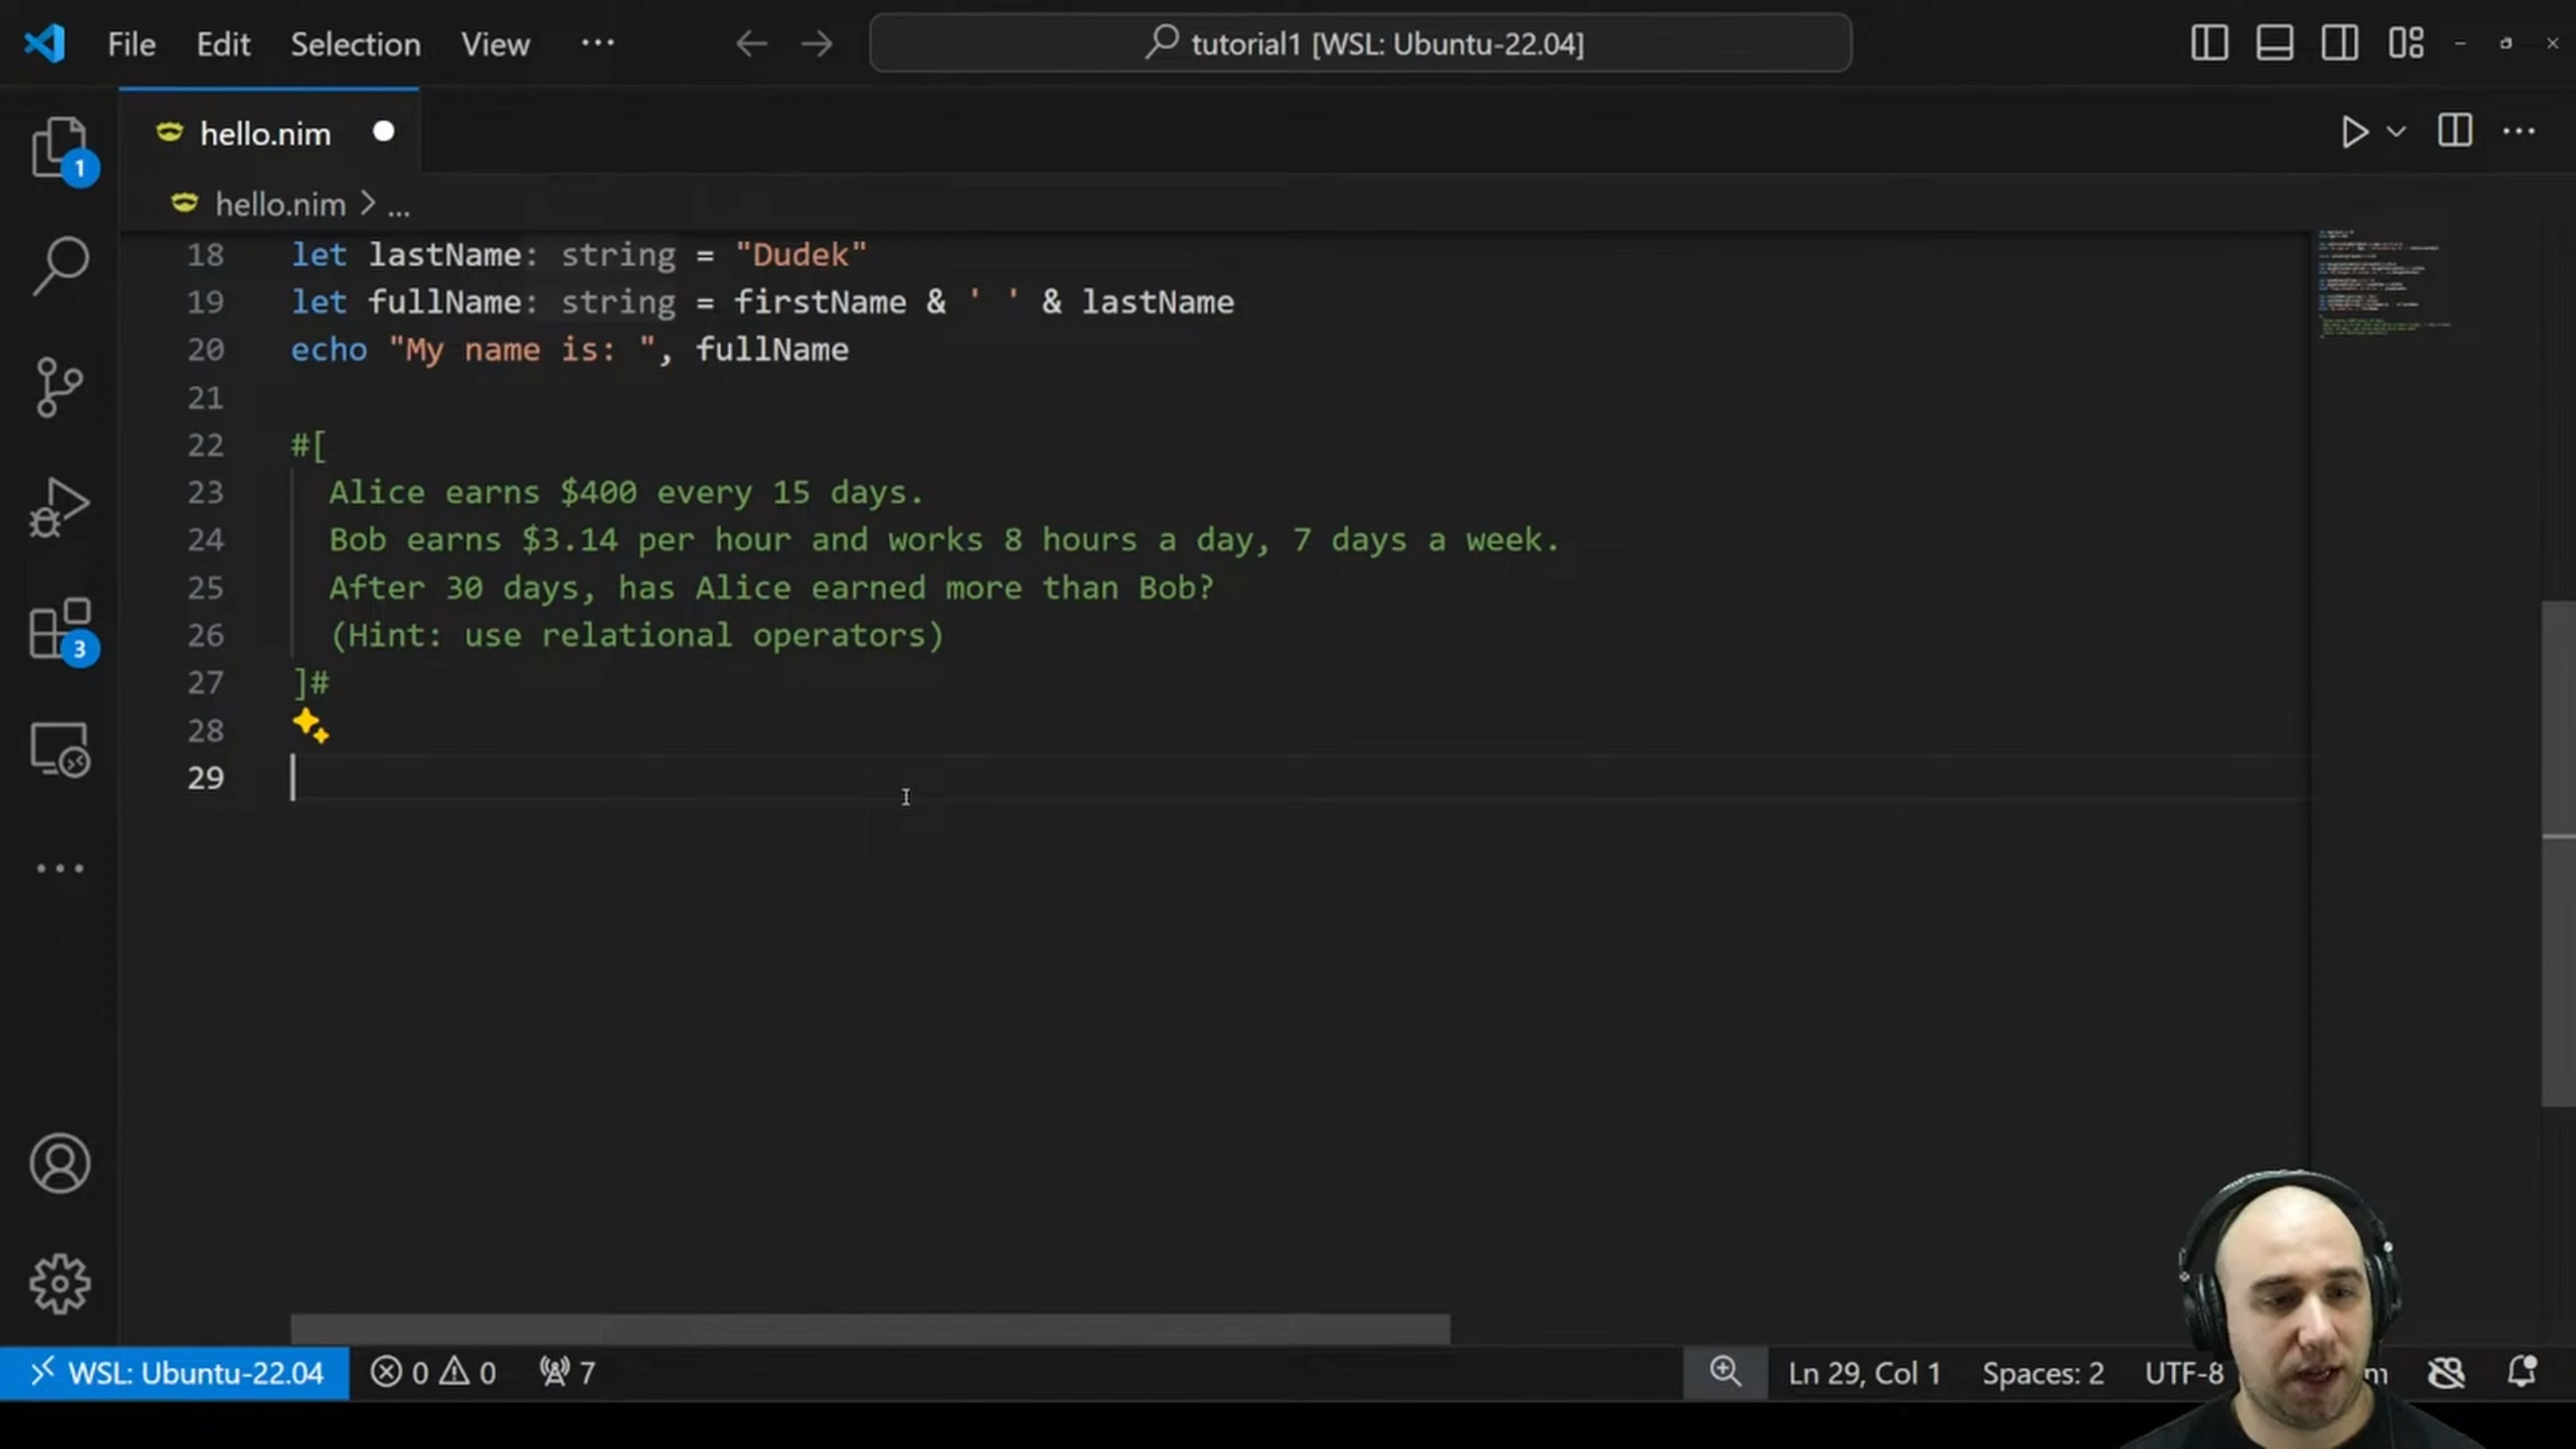 File Edit Selection View ...
tutorial1 [WSL: Ubuntu-22.04]
hello.nim
hello.nim > ...
1
3
18 let lastName: string = "Dudek"
19 let fullName: string = firstName & ' ' & lastName
20 echo "My name is: ", fullName
21
22 #[
23 Alice earns $400 every 15 days.
24 Bob earns $3.14 per hour and works 8 hours a day, 7 days a week.
25 After 30 days, has Alice earned more than Bob?
26 (Hint: use relational operators)
27 ]#
28
29
WSL: Ubuntu-22.04 0 0 7 Ln 29, Col 1 Spaces: 2 UTF-8